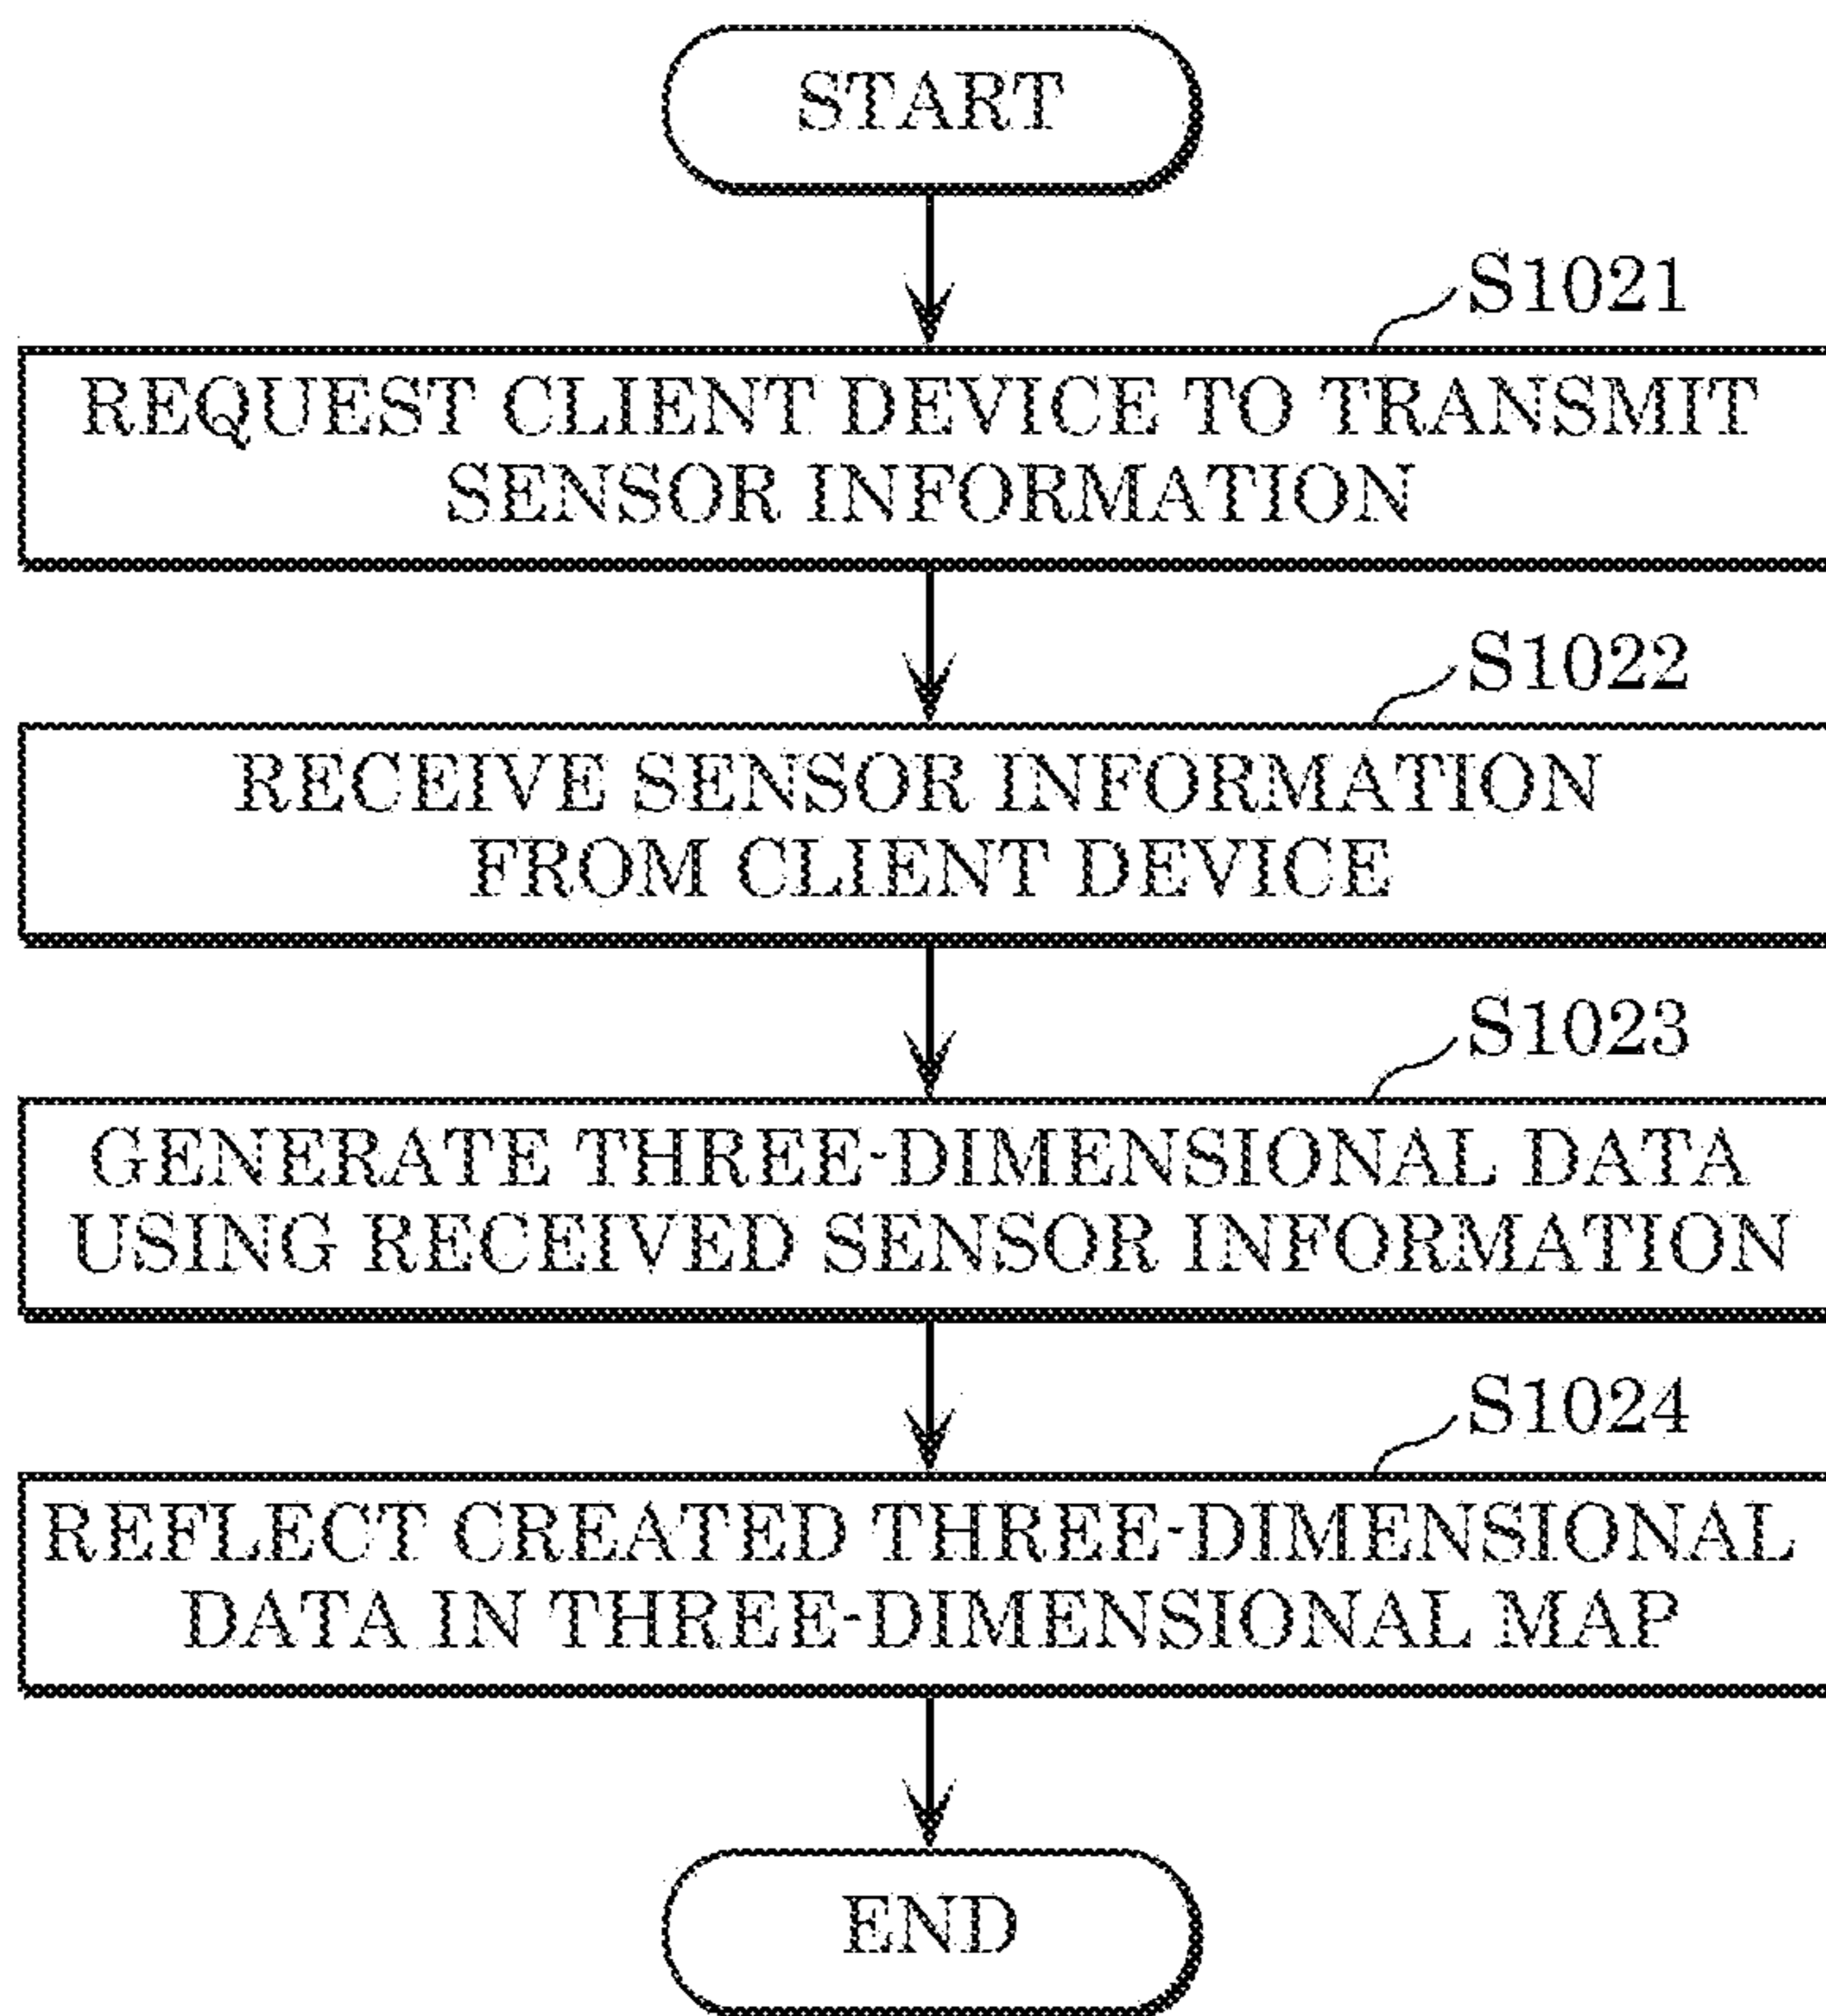 START
S1021
REQUEST CLIENT DEVICE TO TRANSMIT
SENSOR INFORMATION
S1022
RECEIVE SENSOR INFORMATION
FROM CLIENT DEVICE
S1023
GENERATE THREE-DIMENSIONAL DATA
USING RECEIVED SENSOR INFORMATION
S1024
REFLECT CREATED THREE-DIMENSIONAL
DATA IN THREE-DIMENSIONAL MAP
END